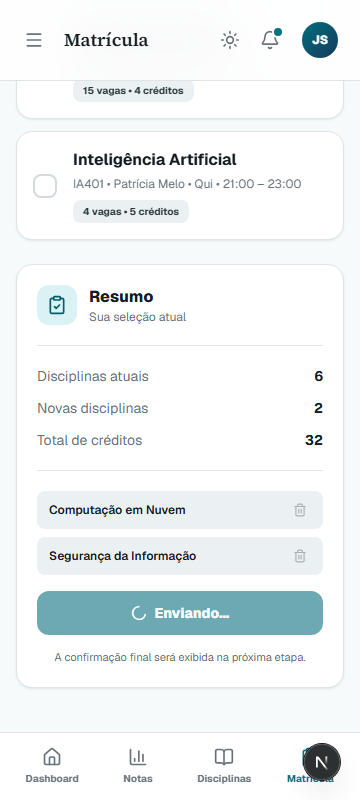 Matrícula
JS
15 vagas • 4 créditos
Inteligência Artificial
IA401 • Patrícia Melo • Qui • 21:00 – 23:00
4 vagas • 5 créditos
Resumo
Sua seleção atual
Disciplinas atuais 6
Novas disciplinas 2
Total de créditos 32
Computação em Nuvem
Segurança da Informação
Enviando...
A confirmação final será exibida na próxima etapa.
Dashboard Notas Disciplinas Matrícula
N